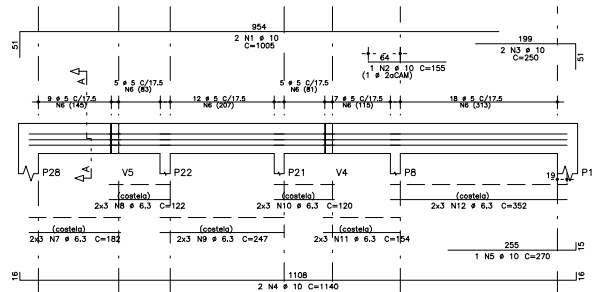 954
2 N1 ø 10
C=1005
51
199
2 N3 ø 10
C=250
51
64
1 N2 ø 10 C=155
(1 ø 2aCAM)
A
5 ø 5 C/17.5
N6 (83)
5 ø 5 C/17.5
N6 (81)
9 ø 5 C/17.5
N6 (145)
12 ø 5 C/17.5
N6 (207)
7 ø 5 C/17.5
N6 (115)
18 ø 5 C/17.5
N6 (313)
A
P28
V5
P22
P21
V4
P8
19
P1
(costela)
2x3 N8 ø 6.3 C=122
(costela)
2x3 N10 ø 6.3 C=120
(costela)
2x3 N12 ø 6.3 C=352
(costela)
2x3 N7 ø 6.3 C=182
(costela)
2x3 N9 ø 6.3 C=247
(costela)
2x3 N11 ø 6.3 C=154
255
1 N5 ø 10 C=270
15
16
1108
2 N4 ø 10 C=1140
16